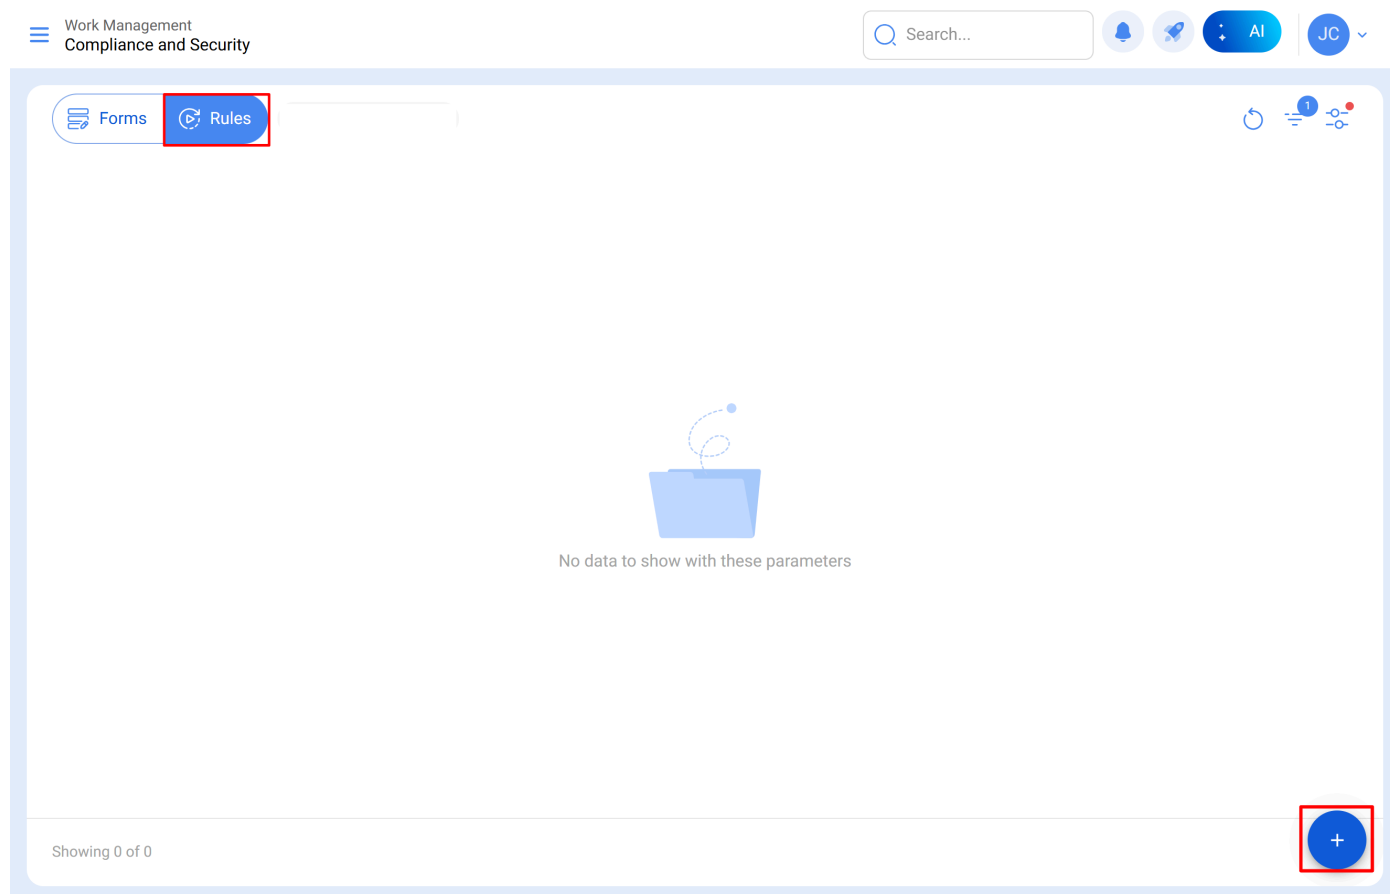 Work Management
Compliance and Security
Search...
AI
JC
Forms
Rules
1
No data to show with these parameters
Showing 0 of 0
+